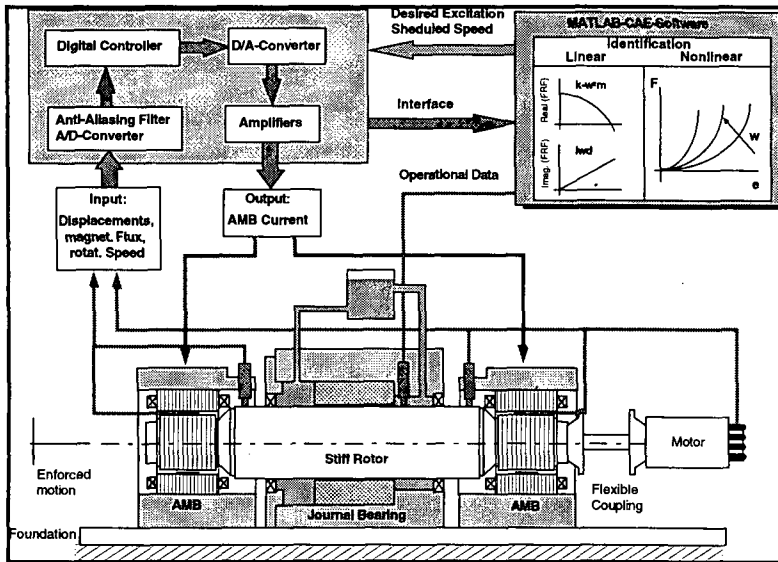 Digital Controller
D/A-Converter
Anti-Aliasing Filter
A/D-Converter
Amplifiers
Desired Excitation
Sheduled Speed
Interface
Operational Data
MATLAB-CAE-Software
Identification
Linear
Nonlinear
Real (FRF)
k-w²m
Imag. (FRF)
iwd
F
w
e
Input:
Displacements,
magnet. Flux,
rotat. Speed
Output:
AMB Current
Enforced
motion
AMB
Stiff Rotor
Journal Bearing
AMB
Flexible
Coupling
Motor
Foundation